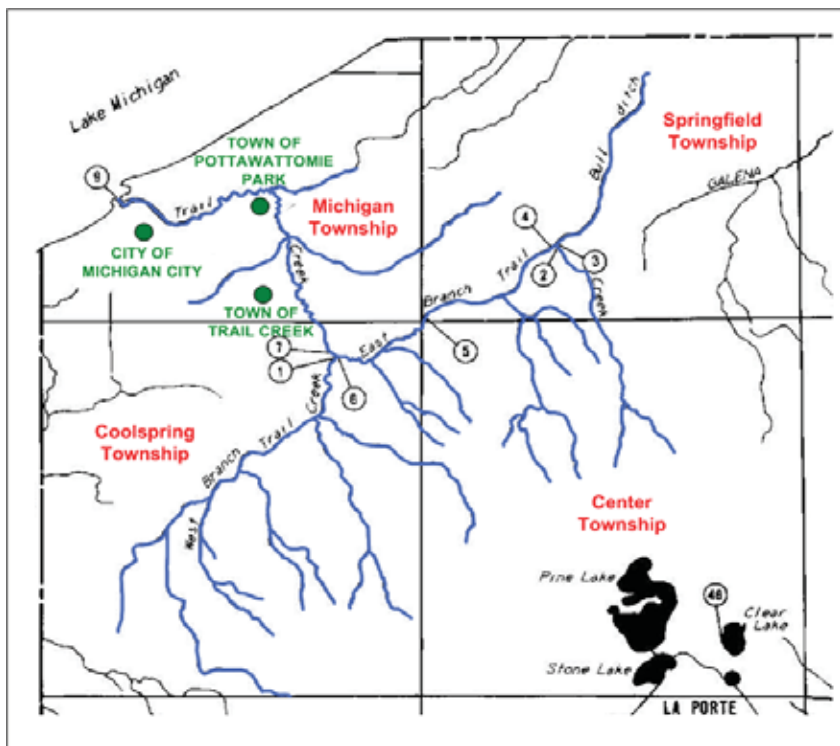 Lake Michigan
TOWN OF
POTTAWATTOMIE
PARK
Springfield
Township
Bull ditch
GALENA
8
Trail
Michigan
Township
CITY OF
MICHIGAN CITY
Creek
4
2
3
Trail
Branch
Creek
TOWN OF
TRAIL CREEK
East
5
7
1
6
Creek
Trail
Branch
West
Coolspring
Township
Center
Township
Pine Lake
46
Clear
Lake
Stone Lake
LA PORTE